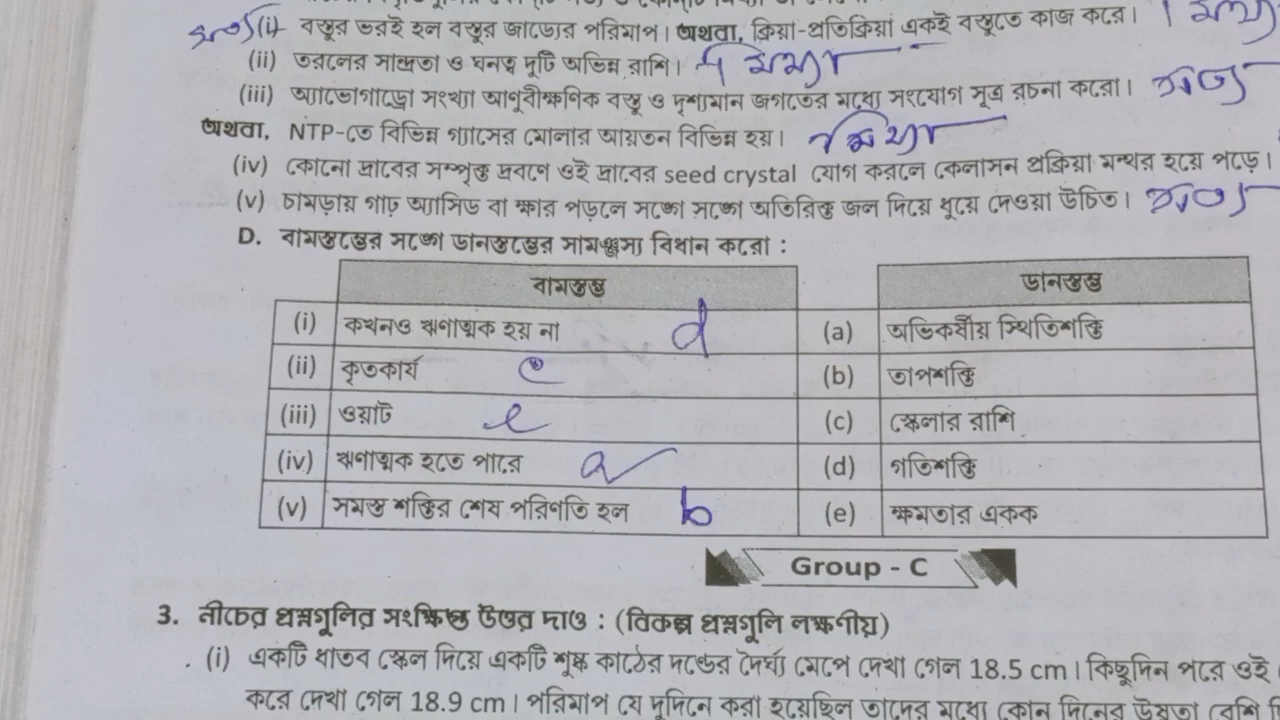 সত্য (i) বস্তুর ভরই হল বস্তুর জাড্যের পরিমাপ। অথবা, ক্রিয়া-প্রতিক্রিয়া একই বস্তুতে কাজ করে। মিথ্যা
(ii) তরলের সান্দ্রতা ও ঘনত্ব দুটি অভিন্ন রাশি। মিথ্যা
(iii) অ্যাভোগাড্রো সংখ্যা আণুবীক্ষণিক বস্তু ও দৃশ্যমান জগতের মধ্যে সংযোগ সূত্র রচনা করো। সত্য
অথবা, NTP-তে বিভিন্ন গ্যাসের মোলার আয়তন বিভিন্ন হয়। মিথ্যা
(iv) কোনো দ্রাবের সম্পৃক্ত দ্রবণে ওই দ্রাবের seed crystal যোগ করলে কেলাসন প্রক্রিয়া মন্থর হয়ে পড়ে।
(v) চামড়ায় গাঢ় অ্যাসিড বা ক্ষার পড়লে সঙ্গে সঙ্গে অতিরিক্ত জল দিয়ে ধুয়ে দেওয়া উচিত। সত্য
D. বামস্তম্ভের সঙ্গে ডানস্তম্ভের সামঞ্জস্য বিধান করো :
বামস্তম্ভ ডানস্তম্ভ
(i) কখনও ঋণাত্মক হয় না d (a) অভিকর্ষীয় স্থিতিশক্তি
(ii) কৃতকার্য c (b) তাপশক্তি
(iii) ওয়াট e (c) স্কেলার রাশি
(iv) ঋণাত্মক হতে পারে a (d) গতিশক্তি
(v) সমস্ত শক্তির শেষ পরিণতি হল b (e) ক্ষমতার একক
Group - C
3. নীচের প্রশ্নগুলির সংক্ষিপ্ত উত্তর দাও : (বিকল্প প্রশ্নগুলি লক্ষণীয়)
(i) একটি ধাতব স্কেল দিয়ে একটি শুষ্ক কাঠের দণ্ডের দৈর্ঘ্য মেপে দেখা গেল 18.5 cm। কিছুদিন পরে ওই
করে দেখা গেল 18.9 cm। পরিমাপ যে দুদিনে করা হয়েছিল তাদের মধ্যে কোন দিনের উষ্ণতা বেশি